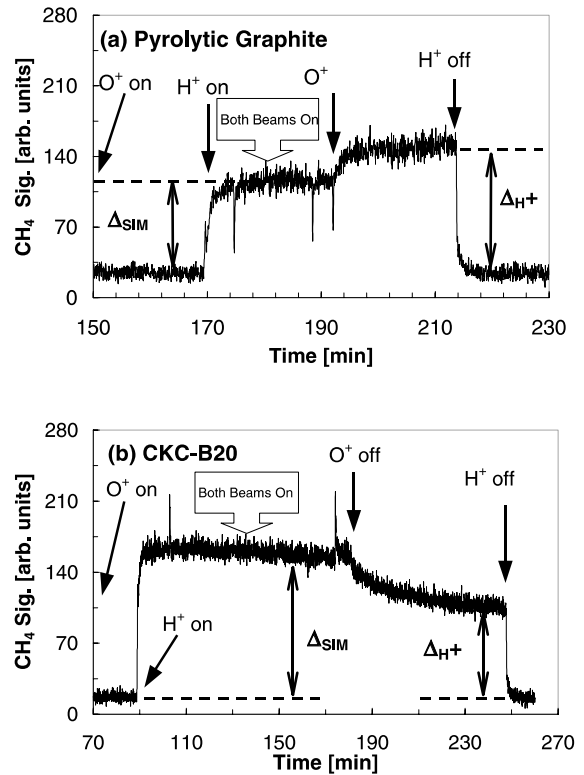 (a) Pyrolytic Graphite
280
210
140
70
0
CH₄ Sig. [arb. units]
O⁺ on
H⁺ on
Both Beams On
O⁺
H⁺ off
Δ_SIM
Δ_H+
150
170
190
210
230
Time [min]
(b) CKC-B20
280
210
140
70
0
CH₄ Sig. [arb. units]
O⁺ on
Both Beams On
O⁺ off
H⁺ off
H⁺ on
Δ_SIM
Δ_H+
70
110
150
190
230
270
Time [min]